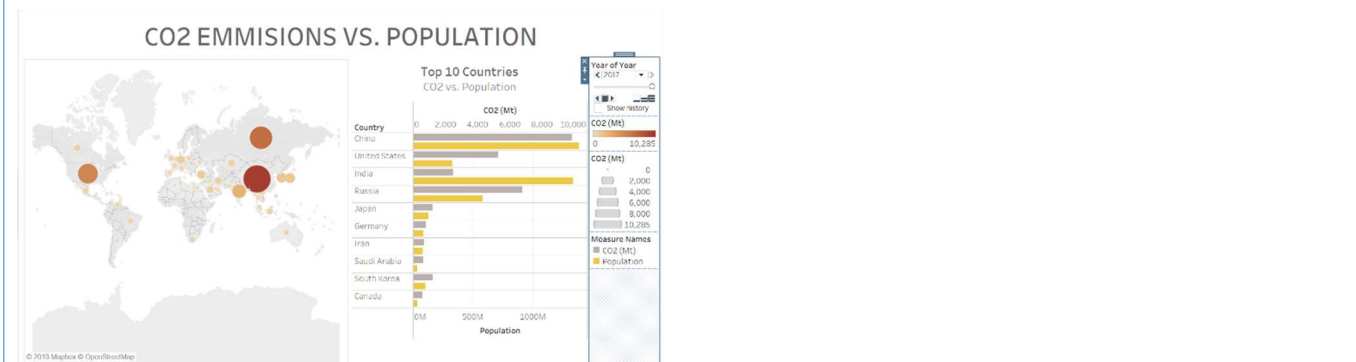 CO2 EMMISIONS VS. POPULATION
Top 10 Countries
CO2 vs. Population
CO2 (Mt)
Country
0 2,000 4,000 6,000 8,000 10,000
China
United States
India
Russia
Japan
Germany
Iran
Saudi Arabia
South Korea
Canada
0M 500M 1000M
Population
Year of Year
2017
Show history
CO2 (Mt)
0 10,285
CO2 (Mt)
0
2,000
4,000
6,000
8,000
10,285
Measure Names
CO2 (Mt)
Population
© 2019 Mapbox © OpenStreetMap